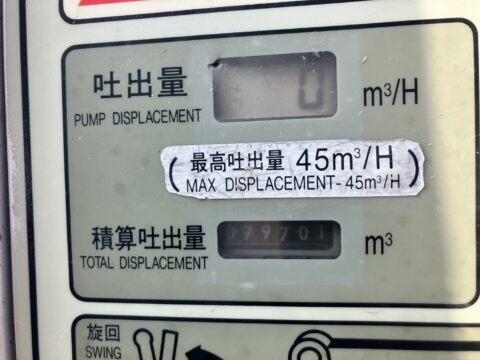 吐出量 0 m³/H
PUMP DISPLACEMENT
(最高吐出量 45m³/H)
MAX DISPLACEMENT-45m³/H
積算吐出量 079701 m³
TOTAL DISPLACEMENT
旋回
SWING